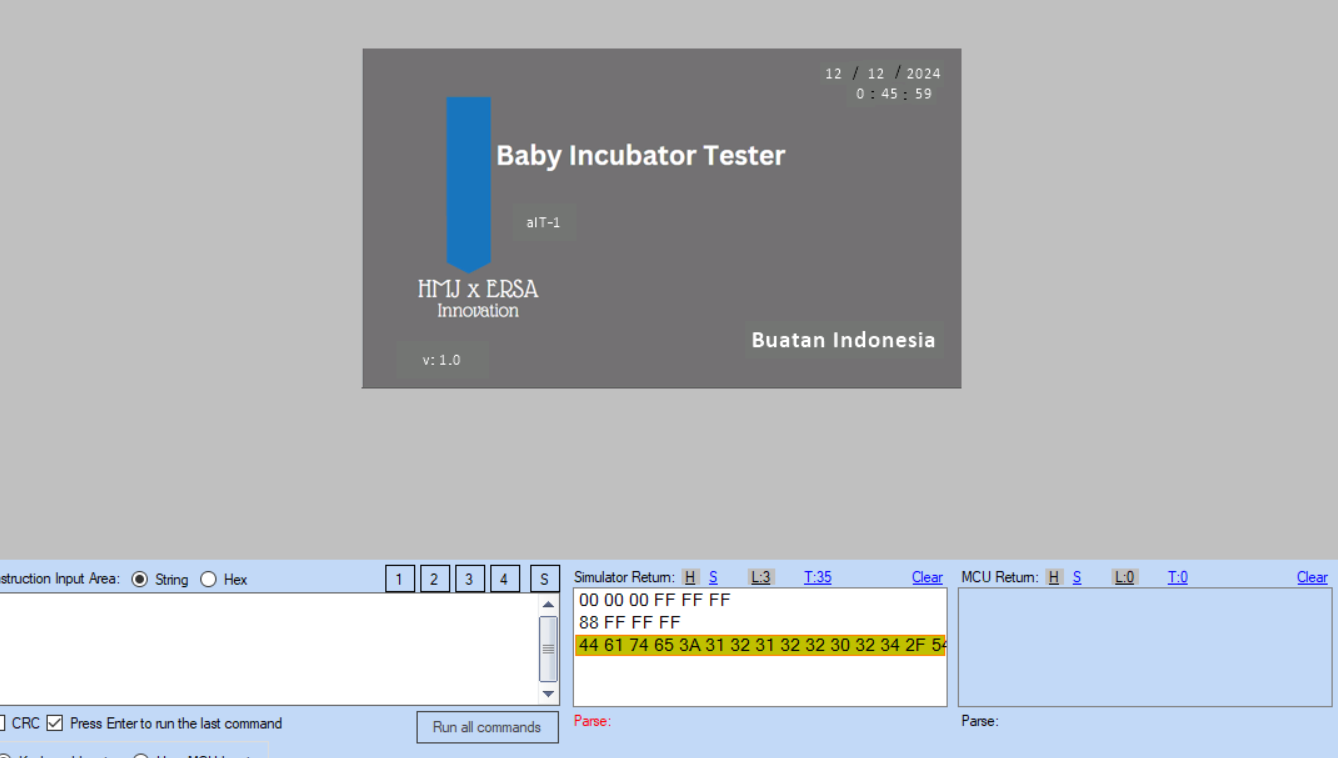 12 / 12 / 2024
0 : 45 : 59
Baby Incubator Tester
aIT-1
HMJ x ERSA
Innovation
Buatan Indonesia
v: 1.0
struction Input Area: String Hex 1 2 3 4 S
Simulator Return: H S L:3 T:35 Clear
MCU Return: H S L:0 T:0 Clear
00 00 00 FF FF FF
88 FF FF FF
44 61 74 65 3A 31 32 31 32 32 30 32 34 2F 54
CRC Press Enter to run the last command
Run all commands
Parse:
Parse: